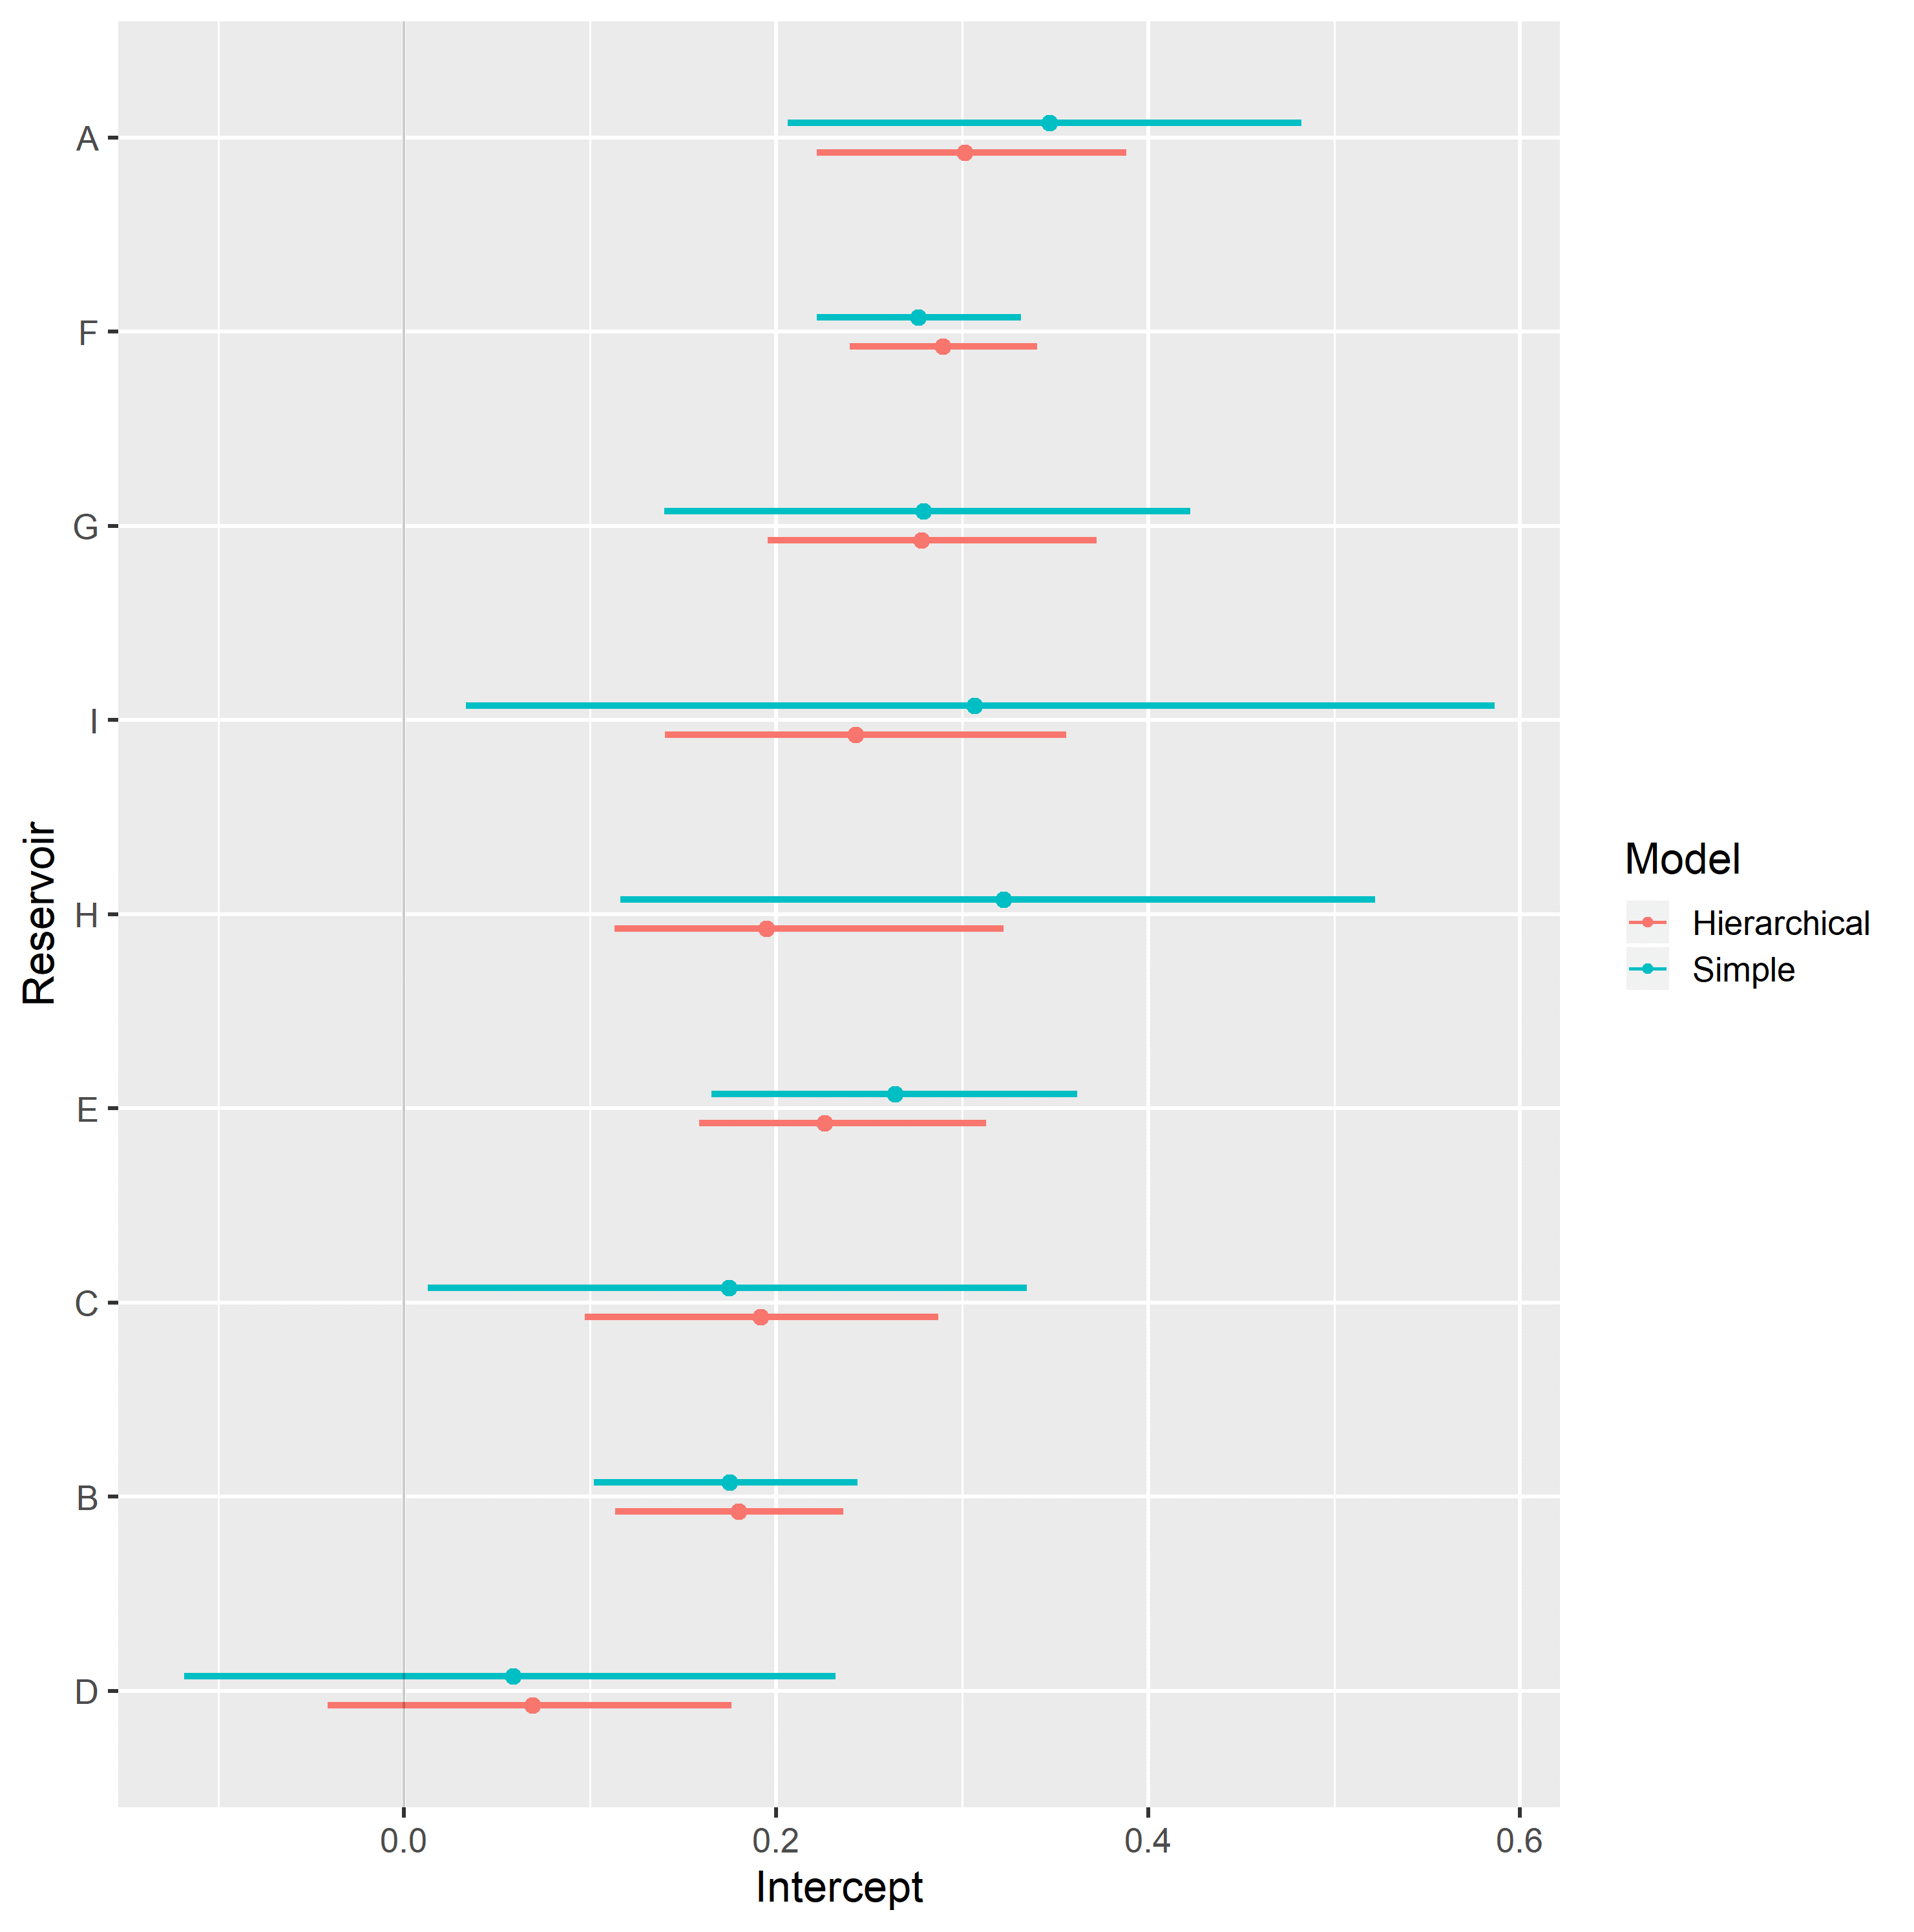 A
F
G
I
H
E
C
B
D
Reservoir
0.0 0.2 0.4 0.6
Intercept
Model
Hierarchical
Simple